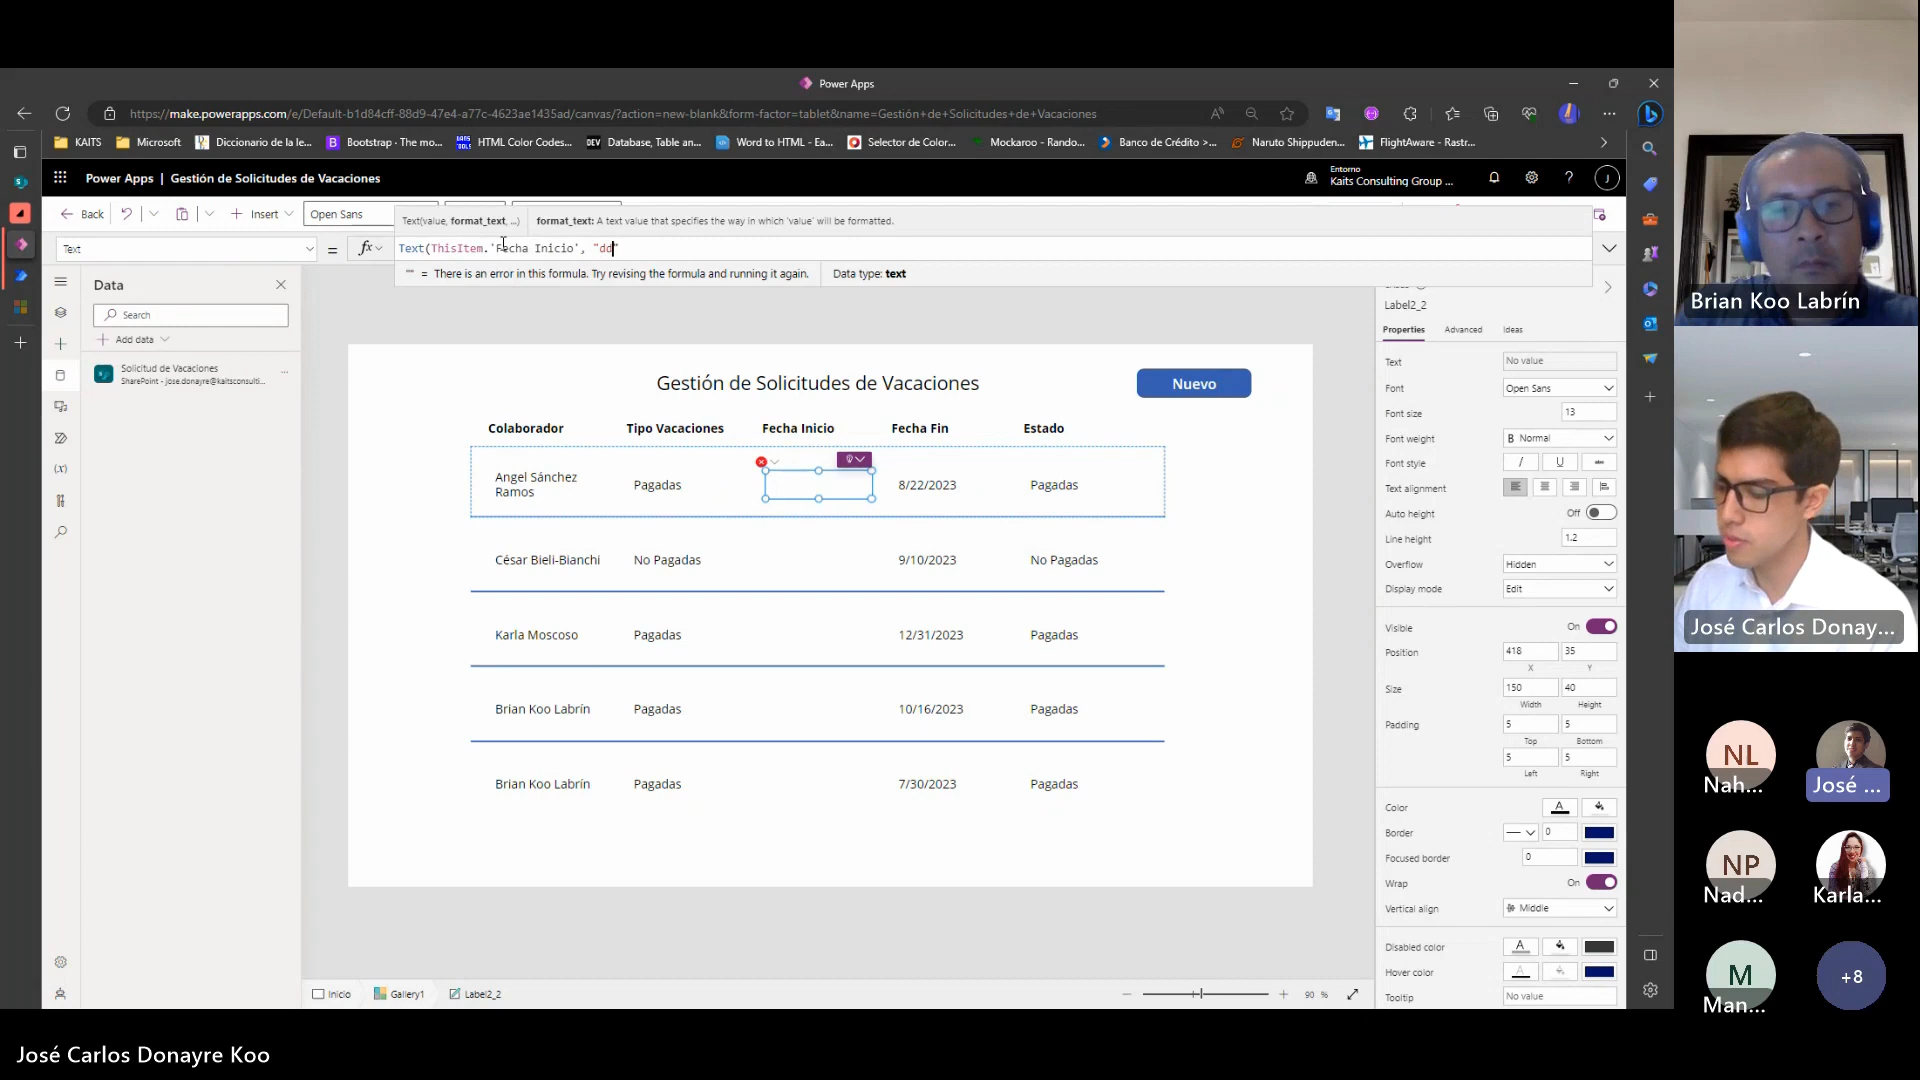 Power Apps
https://make.powerapps.com/e/Default-b1d84cff-88d9-47e4-a77c-4623ae1435ad/canvas/?action=new-blank&form-factor=tablet&name=Gestión+de+Solicitudes+de+Vacaciones
KAITS
Microsoft
Diccionario de la le...
Bootstrap · The mo...
HTML Color Codes...
DEV Database, Table an...
Word to HTML - Ea...
Selector de Color...
Mockaroo - Rando...
Banco de Crédito >...
Naruto Shippuden...
FlightAware - Rastr...
Power Apps | Gestión de Solicitudes de Vacaciones
Entorno
Kaits Consulting Group ...
J
Back
Insert
Open Sans
Text(value, format_text, ...)
format_text: A text value that specifies the way in which 'value' will be formatted.
Text
=
fx
Text(ThisItem.'Fecha Inicio', "dd"
"" = There is an error in this formula. Try revising the formula and running it again.
Data type: text
Data
Search
Add data
Solicitud de Vacaciones
SharePoint - jose.donayre@kaitsconsulti...
Gestión de Solicitudes de Vacaciones
Nuevo
Colaborador
Tipo Vacaciones
Fecha Inicio
Fecha Fin
Estado
Angel Sánchez
Ramos
Pagadas
8/22/2023
Pagadas
César Bieli-Bianchi
No Pagadas
9/10/2023
No Pagadas
Karla Moscoso
Pagadas
12/31/2023
Pagadas
Brian Koo Labrín
Pagadas
10/16/2023
Pagadas
Brian Koo Labrín
Pagadas
7/30/2023
Pagadas
Inicio
Gallery1
Label2_2
90 %
Label2_2
Properties
Advanced
Ideas
Text
No value
Font
Open Sans
Font size
13
Font weight
B Normal
Font style
/ U abc
Text alignment
Auto height
Off
Line height
1.2
Overflow
Hidden
Display mode
Edit
Visible
On
Position
418
35
X
Y
Size
150
40
Width
Height
Padding
5
5
Top
Bottom
5
5
Left
Right
Color
Border
0
Focused border
0
Wrap
On
Vertical align
Middle
Disabled color
Hover color
Tooltip
No value
Brian Koo Labrín
José Carlos Donay...
NL
Nah...
José ...
NP
Nad...
Karla...
M
Man...
+8
José Carlos Donayre Koo